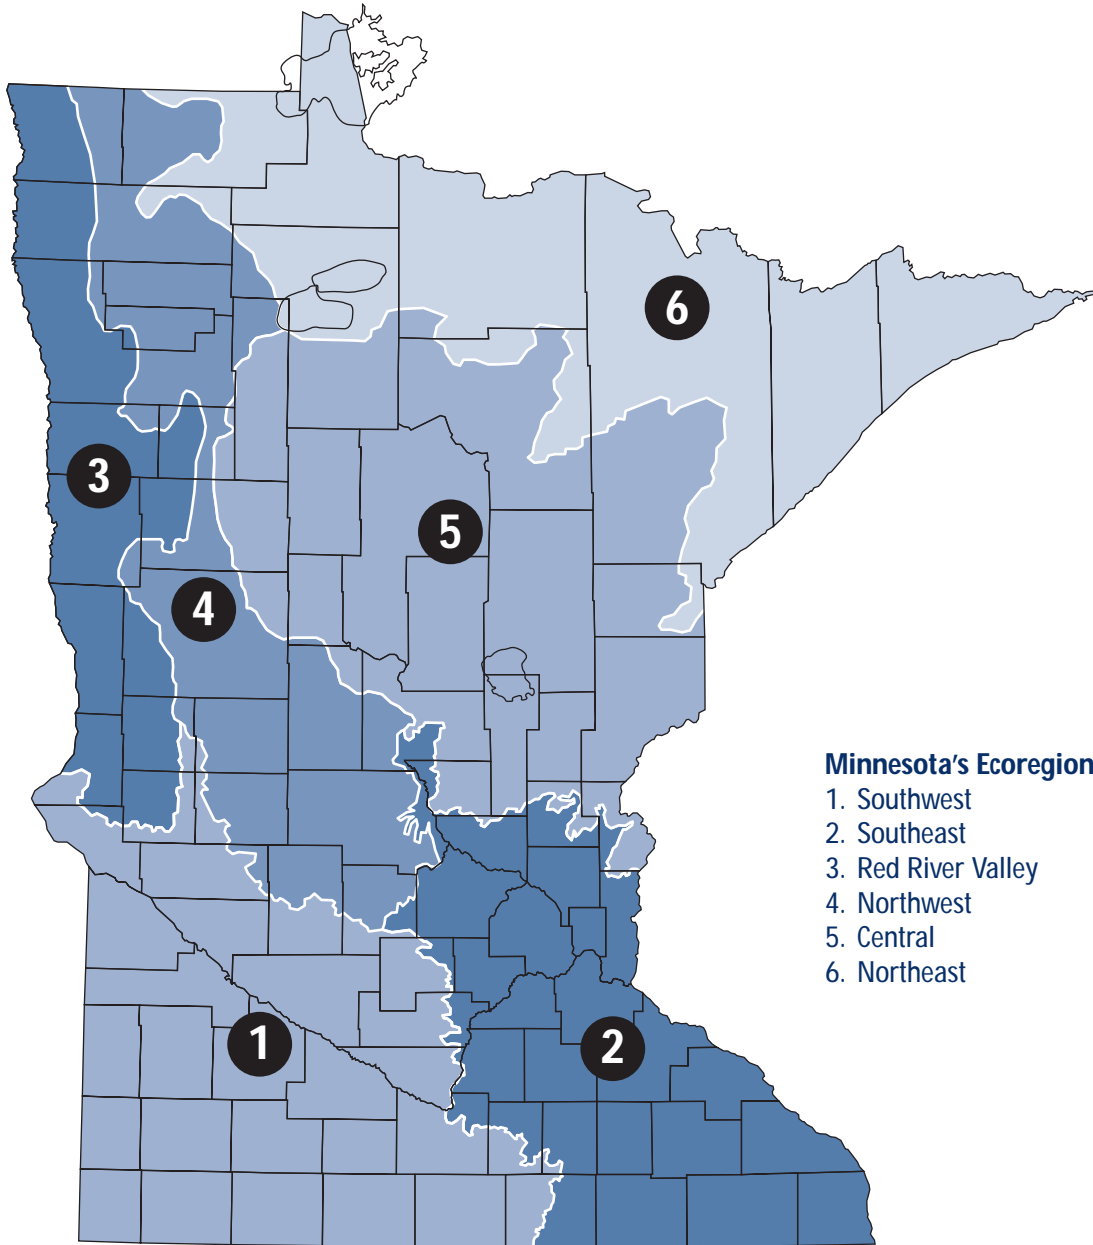 6
3
5
4
Minnesota's Ecoregion
1. Southwest
2. Southeast
3. Red River Valley
4. Northwest
5. Central
6. Northeast
1
2